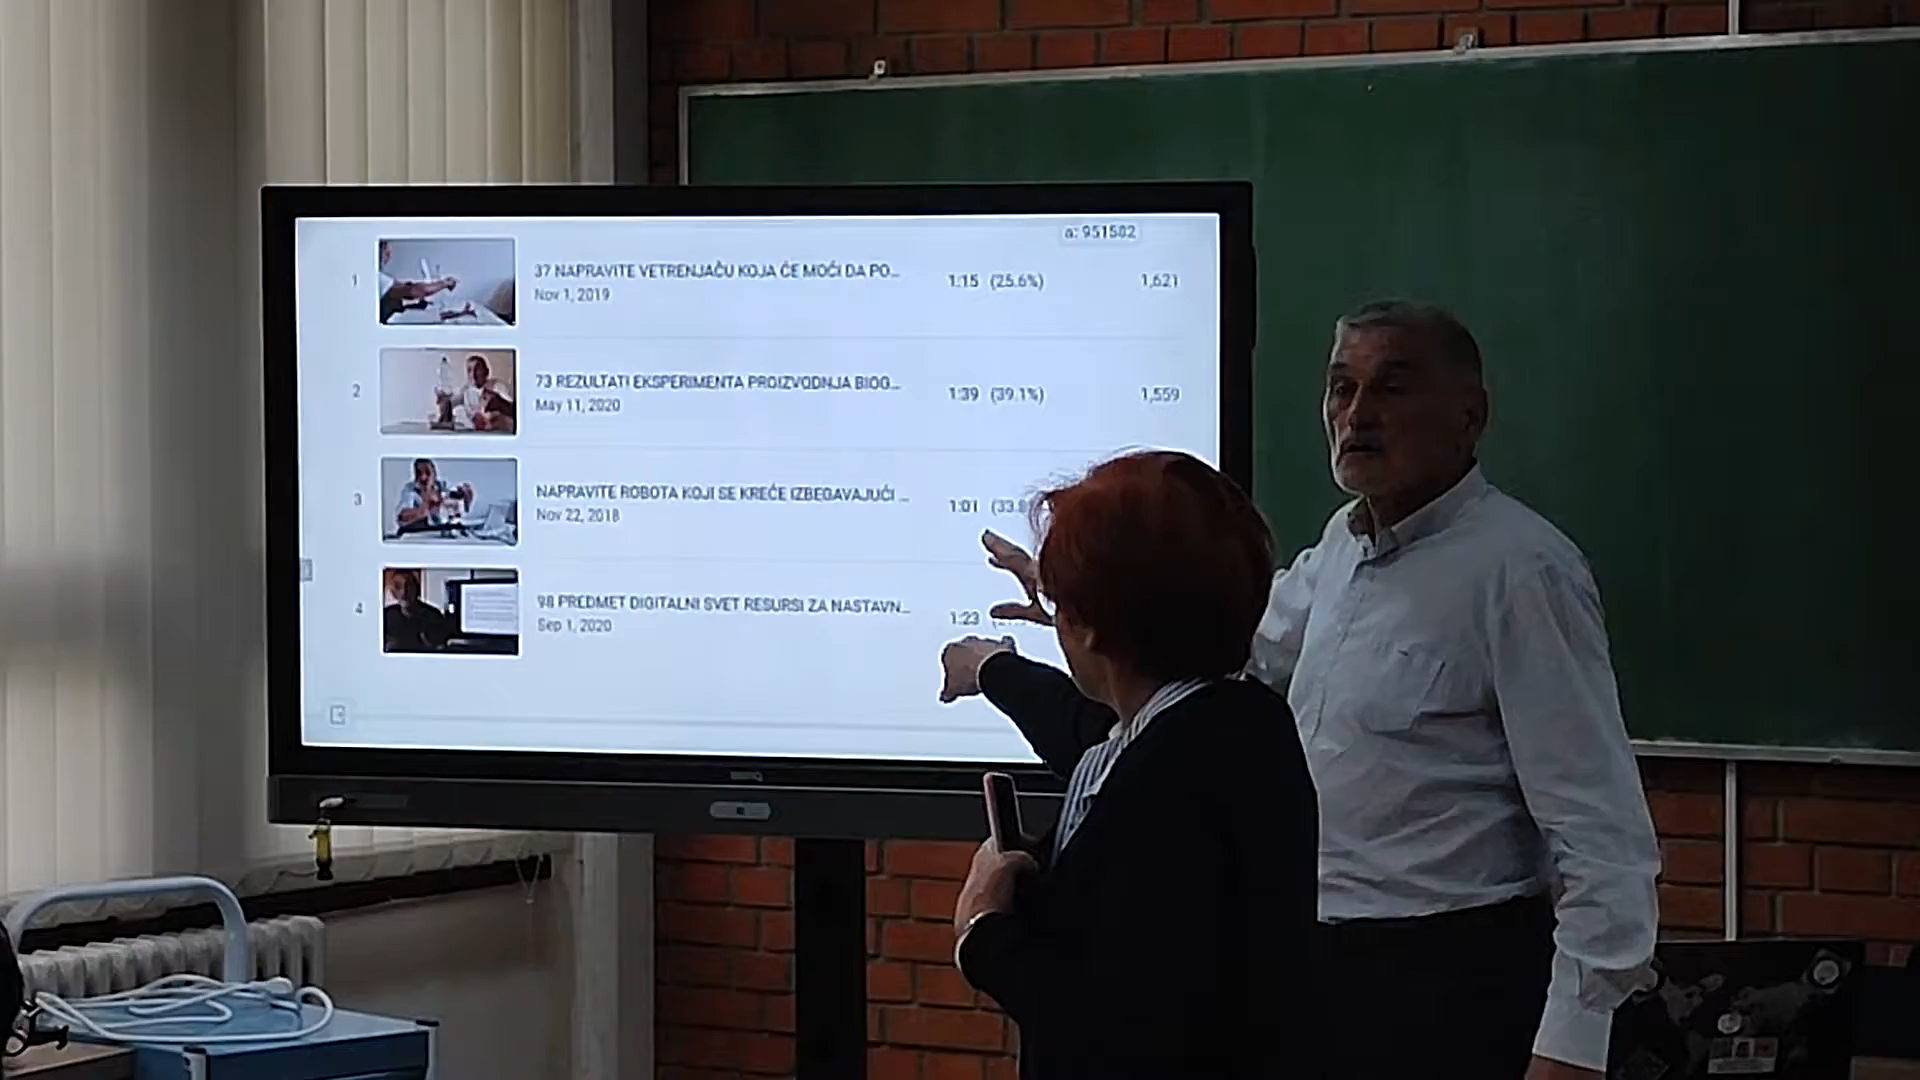 a: 951582
1
37 NAPRAVITE VETRENJAČU KOJA ĆE MOĆI DA PO...
1:15 (25.6%)
1,621
Nov 1, 2019
2
73 REZULTATI EKSPERIMENTA PROIZVODNJA BIOG...
1:39 (39.1%)
1,559
May 11, 2020
3
NAPRAVITE ROBOTA KOJI SE KREĆE IZBEGAVAJUĆI ...
1:01 (33.8
Nov 22, 2018
4
98 PREDMET DIGITALNI SVET RESURSI ZA NASTAVN...
1:23
Sep 1, 2020